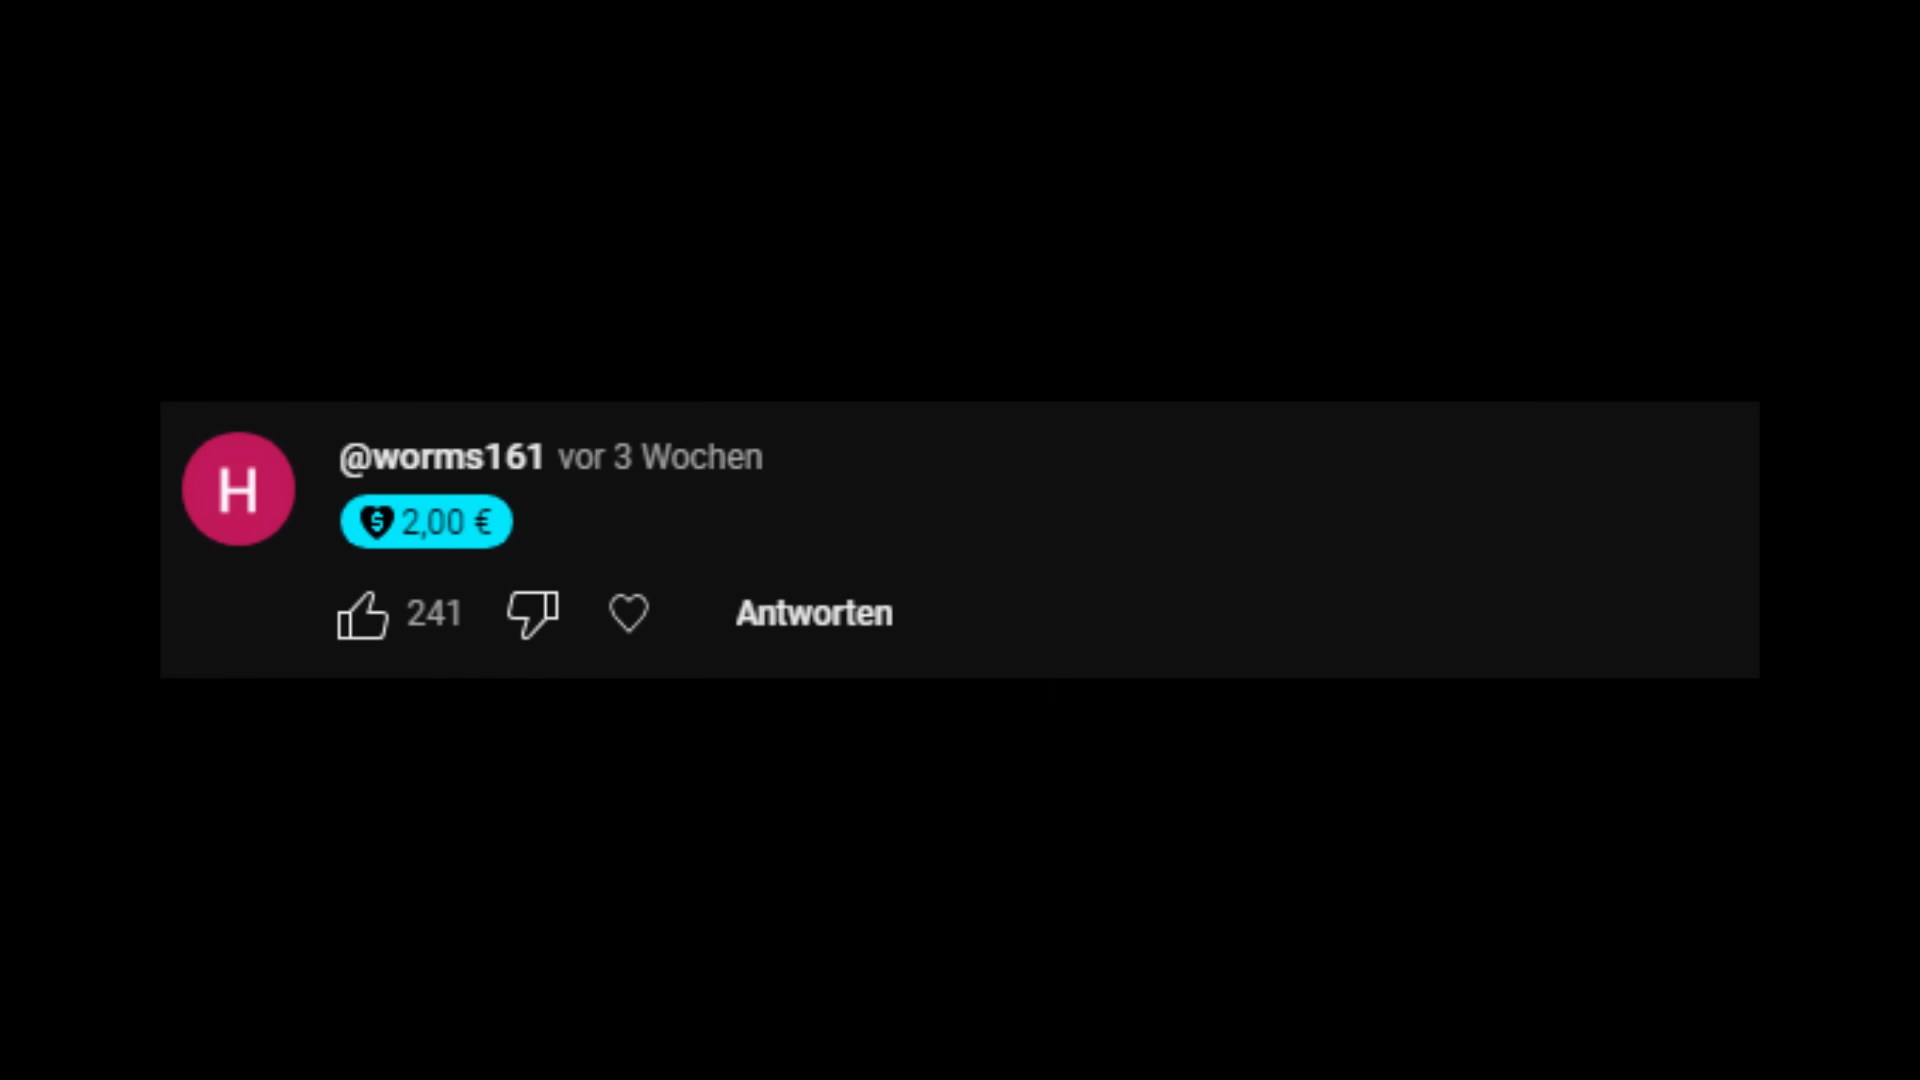 H
@worms161 vor 3 Wochen
$ 2,00 €
241
Antworten